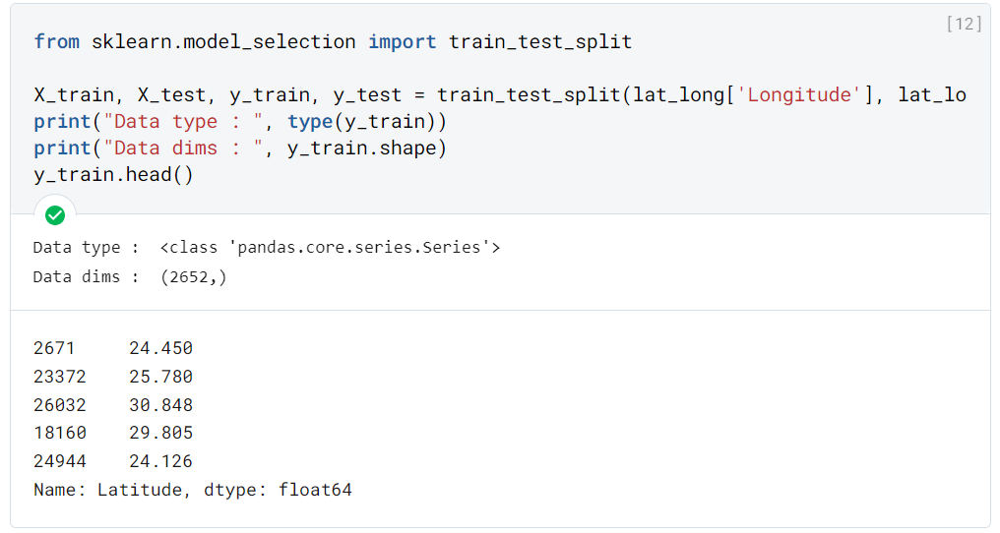 [12]
from sklearn.model_selection import train_test_split
X_train, X_test, y_train, y_test = train_test_split(lat_long['Longitude'], lat_lo
print("Data type : ", type(y_train))
print("Data dims : ", y_train.shape)
y_train.head()
Data type :  <class 'pandas.core.series.Series'>
Data dims :  (2652,)
2671     24.450
23372    25.780
26032    30.848
18160    29.805
24944    24.126
Name: Latitude, dtype: float64